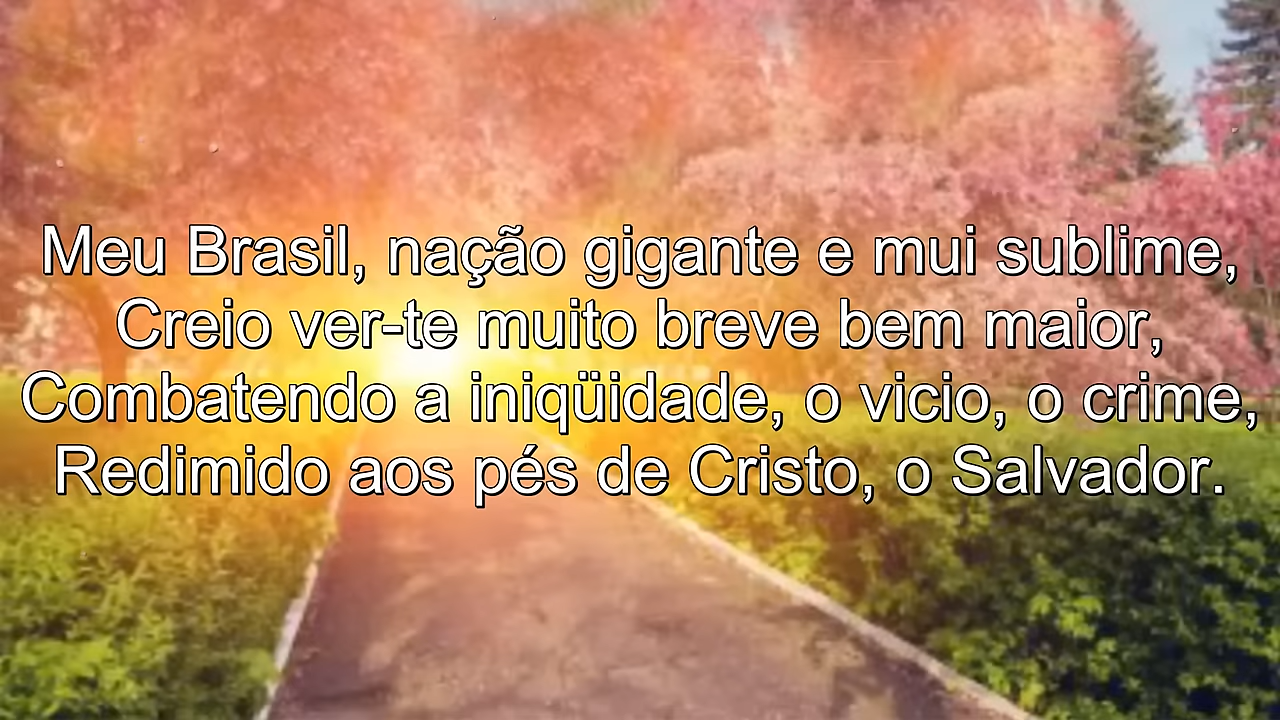 Meu Brasil, nação gigante e mui sublime,
Creio ver-te muito breve bem maior,
Combatendo a iniqüidade, o vicio, o crime,
Redimido aos pés de Cristo, o Salvador.